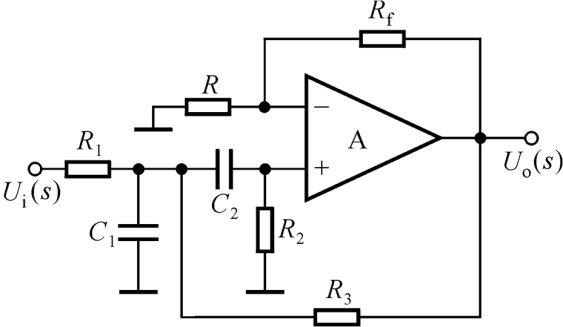 R_f
R
−
A
R_1
+
U_i(s)
U_o(s)
C_1
C_2
R_2
R_3